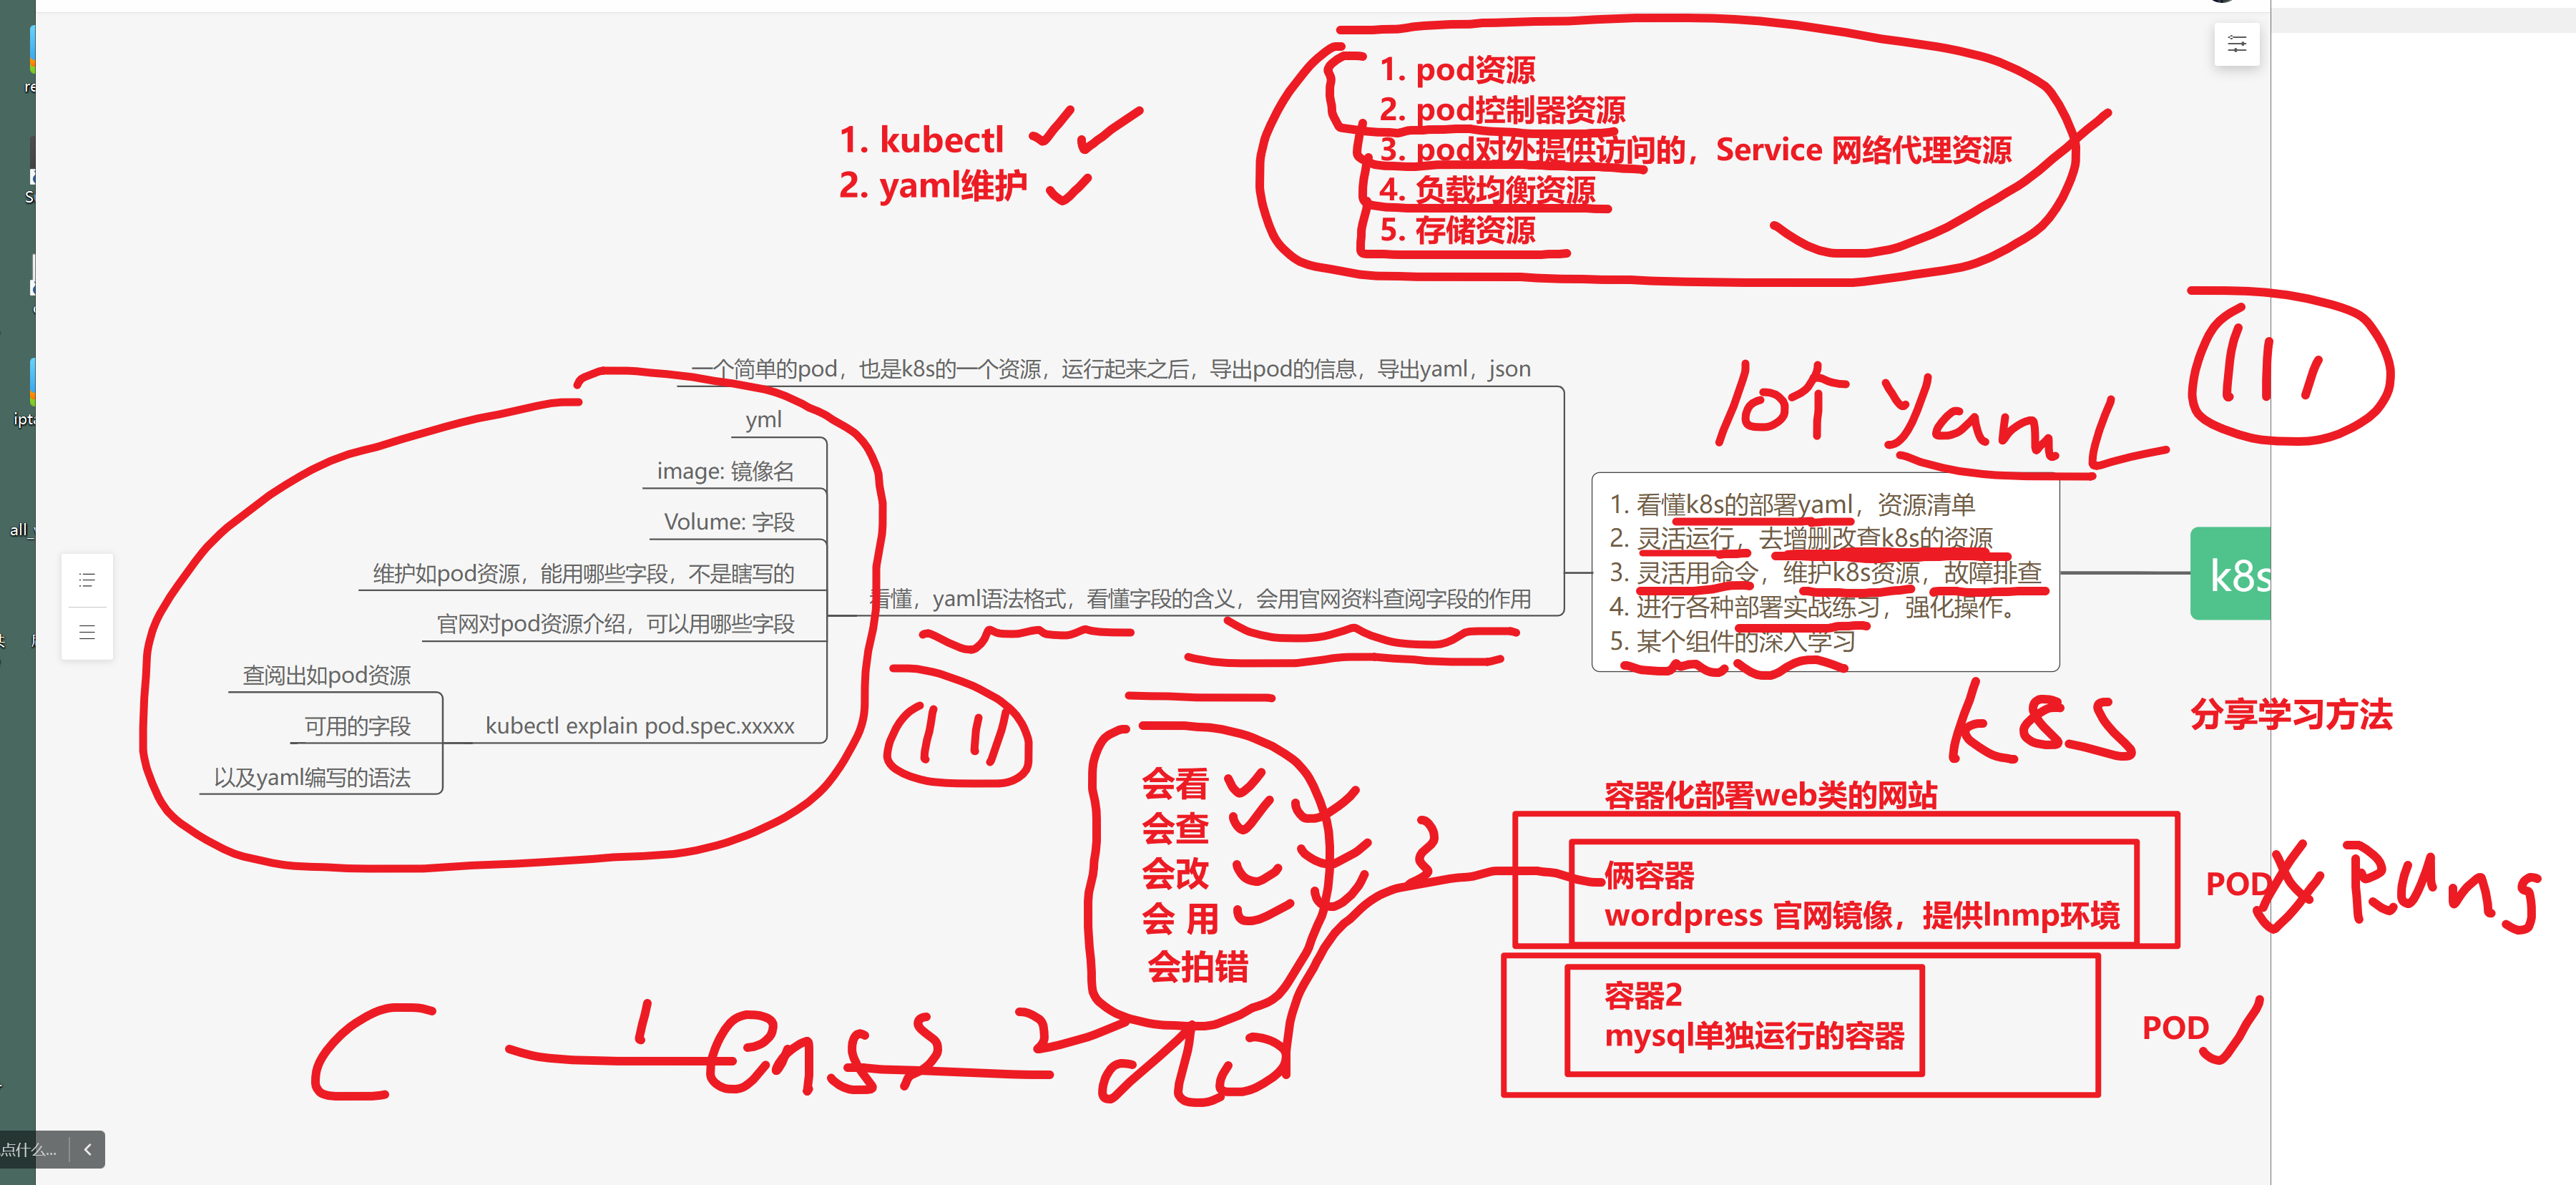 1. pod资源
2. pod控制器资源
3. pod对外提供访问的，Service 网络代理资源
4. 负载均衡资源
5. 存储资源
1. kubectl
2. yaml维护
一个简单的pod，也是k8s的一个资源，运行起来之后，导出pod的信息，导出yaml，json
yml
image: 镜像名
Volume: 字段
维护如pod资源，能用哪些字段，不是瞎写的
官网对pod资源介绍，可以用哪些字段
查阅出如pod资源
可用的字段
以及yaml编写的语法
kubectl explain pod.spec.xxxxx
看懂，yaml语法格式，看懂字段的含义，会用官网资料查阅字段的作用
10个 yamL
1. 看懂k8s的部署yaml，资源清单
2. 灵活运行，去增删改查k8s的资源
3. 灵活用命令，维护k8s资源，故障排查
4. 进行各种部署实战练习，强化操作。
5. 某个组件的深入学习
k8s
k8s
分享学习方法
会看
会查
会改
会 用
会拍错
容器化部署web类的网站
俩容器
wordpress 官网镜像，提供lnmp环境
POD
容器2
mysql单独运行的容器
POD
点什么...